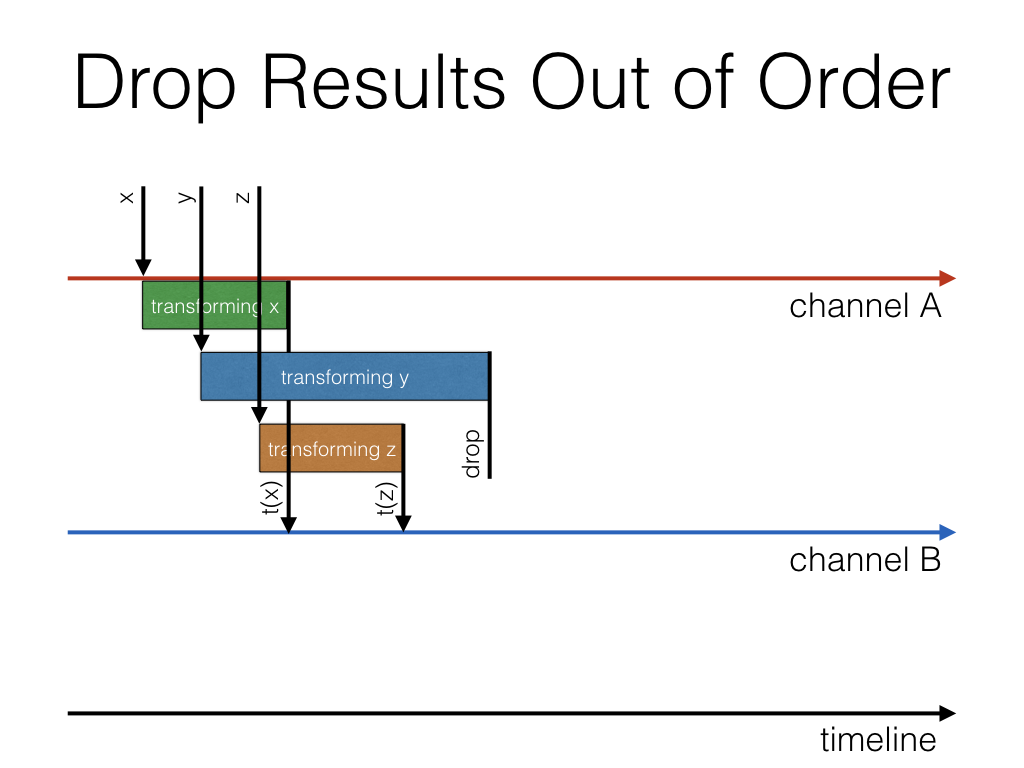 Drop Results Out of Order
x
y
z
channel A
transforming x
transforming y
transforming z
drop
t(x)
t(z)
channel B
timeline